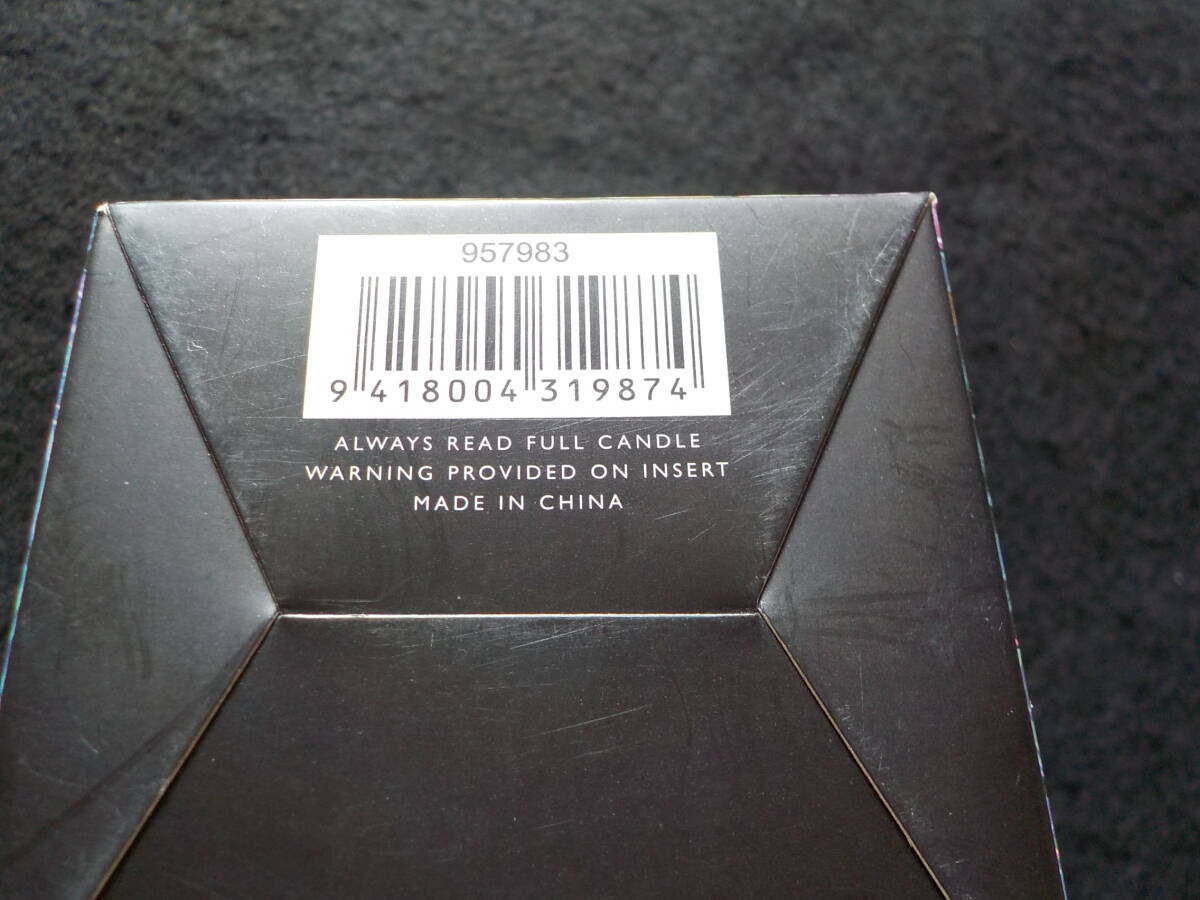 957983
9 418004 319874
ALWAYS READ FULL CANDLE
WARNING PROVIDED ON INSERT
MADE IN CHINA